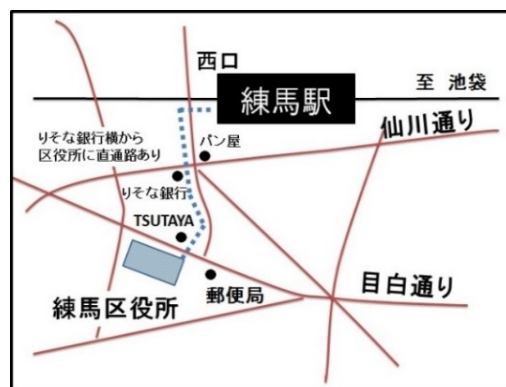 西口
練馬駅
至 池袋
仙川通り
りそな銀行横から
区役所に直通路あり
パン屋
りそな銀行
TSUTAYA
郵便局
目白通り
練馬区役所